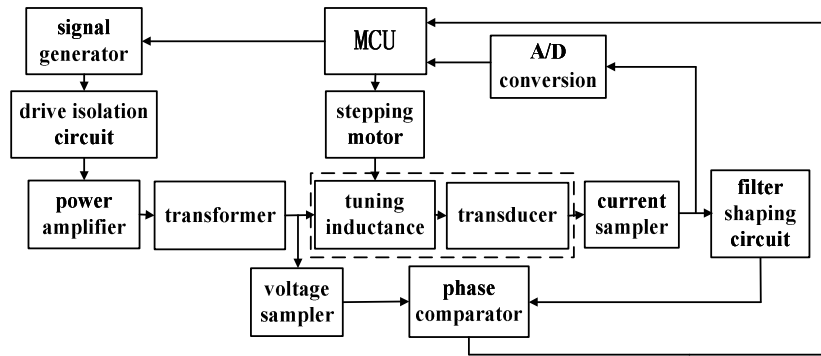 signal
generator
MCU
A/D
conversion
drive isolation
circuit
stepping
motor
power
amplifier
transformer
tuning
inductance
transducer
current
sampler
filter
shaping
circuit
voltage
sampler
phase
comparator